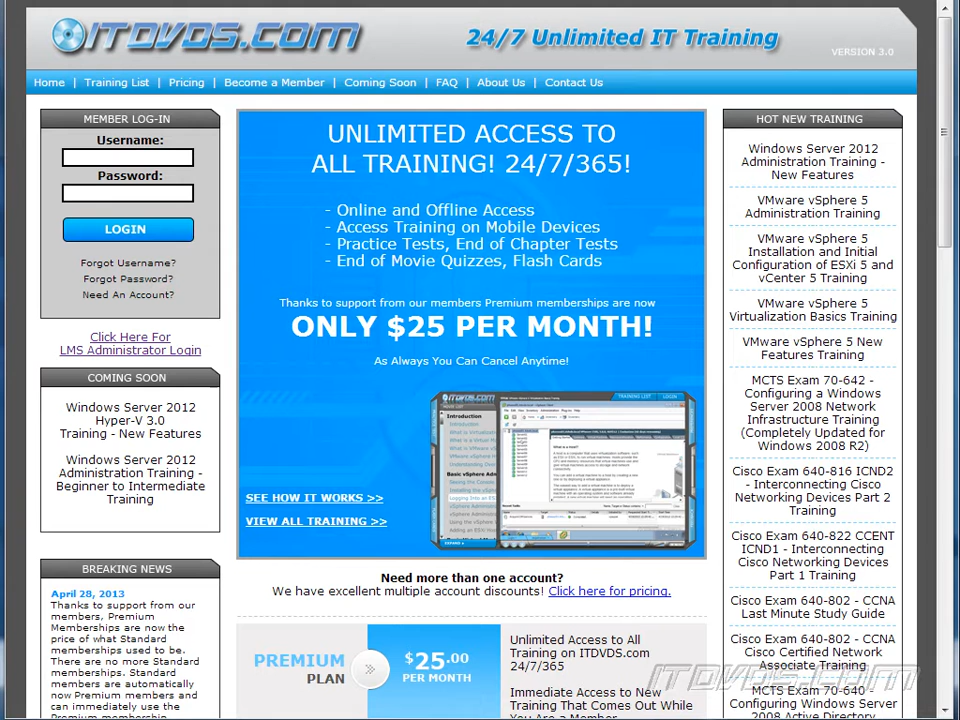 ITDVDS.COM
24/7 Unlimited IT Training
VERSION 3.0
Home | Training List | Pricing | Become a Member | Coming Soon | FAQ | About Us | Contact Us
MEMBER LOG-IN
Username:
Password:
LOGIN
Forgot Username?
Forgot Password?
Need An Account?
Click Here For
LMS Administrator Login
COMING SOON
Windows Server 2012
Hyper-V 3.0
Training - New Features
Windows Server 2012
Administration Training -
Beginner to Intermediate
Training
BREAKING NEWS
April 28, 2013
Thanks to support from our
members, Premium
Memberships are now the
price of what Standard
memberships used to be.
There are no more Standard
memberships. Standard
members are automatically
now Premium members and
can immediately use the
Premium membership
UNLIMITED ACCESS TO
ALL TRAINING! 24/7/365!
- Online and Offline Access
- Access Training on Mobile Devices
- Practice Tests, End of Chapter Tests
- End of Movie Quizzes, Flash Cards
Thanks to support from our members Premium memberships are now
ONLY $25 PER MONTH!
As Always You Can Cancel Anytime!
SEE HOW IT WORKS >>
VIEW ALL TRAINING >>
ITDVDS.COM
TRAINING LIST
LOGIN
Introduction
Need more than one account?
We have excellent multiple account discounts! Click here for pricing.
PREMIUM
PLAN
$25.00
PER MONTH
Unlimited Access to All
Training on ITDVDS.com
24/7/365
Immediate Access to New
Training That Comes Out While
You Are a Member
HOT NEW TRAINING
Windows Server 2012
Administration Training -
New Features
VMware vSphere 5
Administration Training
VMware vSphere 5
Installation and Initial
Configuration of ESXi 5 and
vCenter 5 Training
VMware vSphere 5
Virtualization Basics Training
VMware vSphere 5 New
Features Training
MCTS Exam 70-642 -
Configuring a Windows
Server 2008 Network
Infrastructure Training
(Completely Updated for
Windows 2008 R2)
Cisco Exam 640-816 ICND2
- Interconnecting Cisco
Networking Devices Part 2
Training
Cisco Exam 640-822 CCENT
ICND1 - Interconnecting
Cisco Networking Devices
Part 1 Training
Cisco Exam 640-802 - CCNA
Last Minute Study Guide
Cisco Exam 640-802 - CCNA
Cisco Certified Network
Associate Training
MCTS Exam 70-640 -
Configuring Windows
Server 2008 Active Directory
ITDVDS.COM